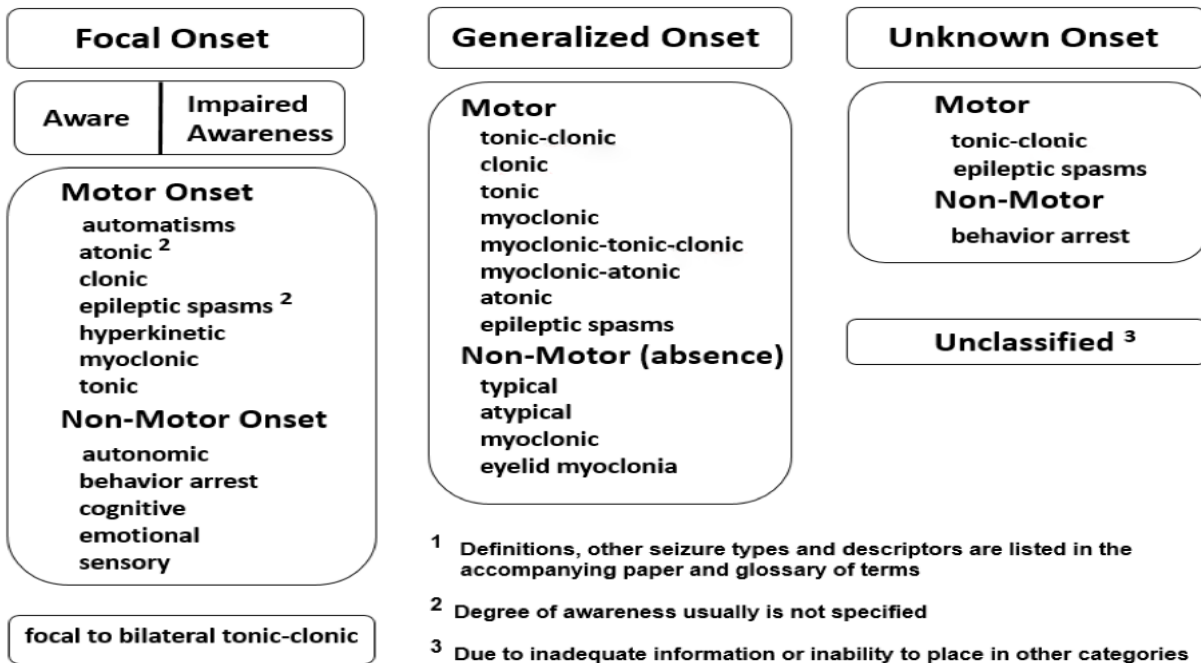 Focal Onset
Aware
Impaired
Awareness
Motor Onset
automatisms
atonic ²
clonic
epileptic spasms ²
hyperkinetic
myoclonic
tonic
Non-Motor Onset
autonomic
behavior arrest
cognitive
emotional
sensory
focal to bilateral tonic-clonic
Generalized Onset
Motor
tonic-clonic
clonic
tonic
myoclonic
myoclonic-tonic-clonic
myoclonic-atonic
atonic
epileptic spasms
Non-Motor (absence)
typical
atypical
myoclonic
eyelid myoclonia
Unknown Onset
Motor
tonic-clonic
epileptic spasms
Non-Motor
behavior arrest
Unclassified ³
¹ Definitions, other seizure types and descriptors are listed in the
accompanying paper and glossary of terms
² Degree of awareness usually is not specified
³ Due to inadequate information or inability to place in other categories